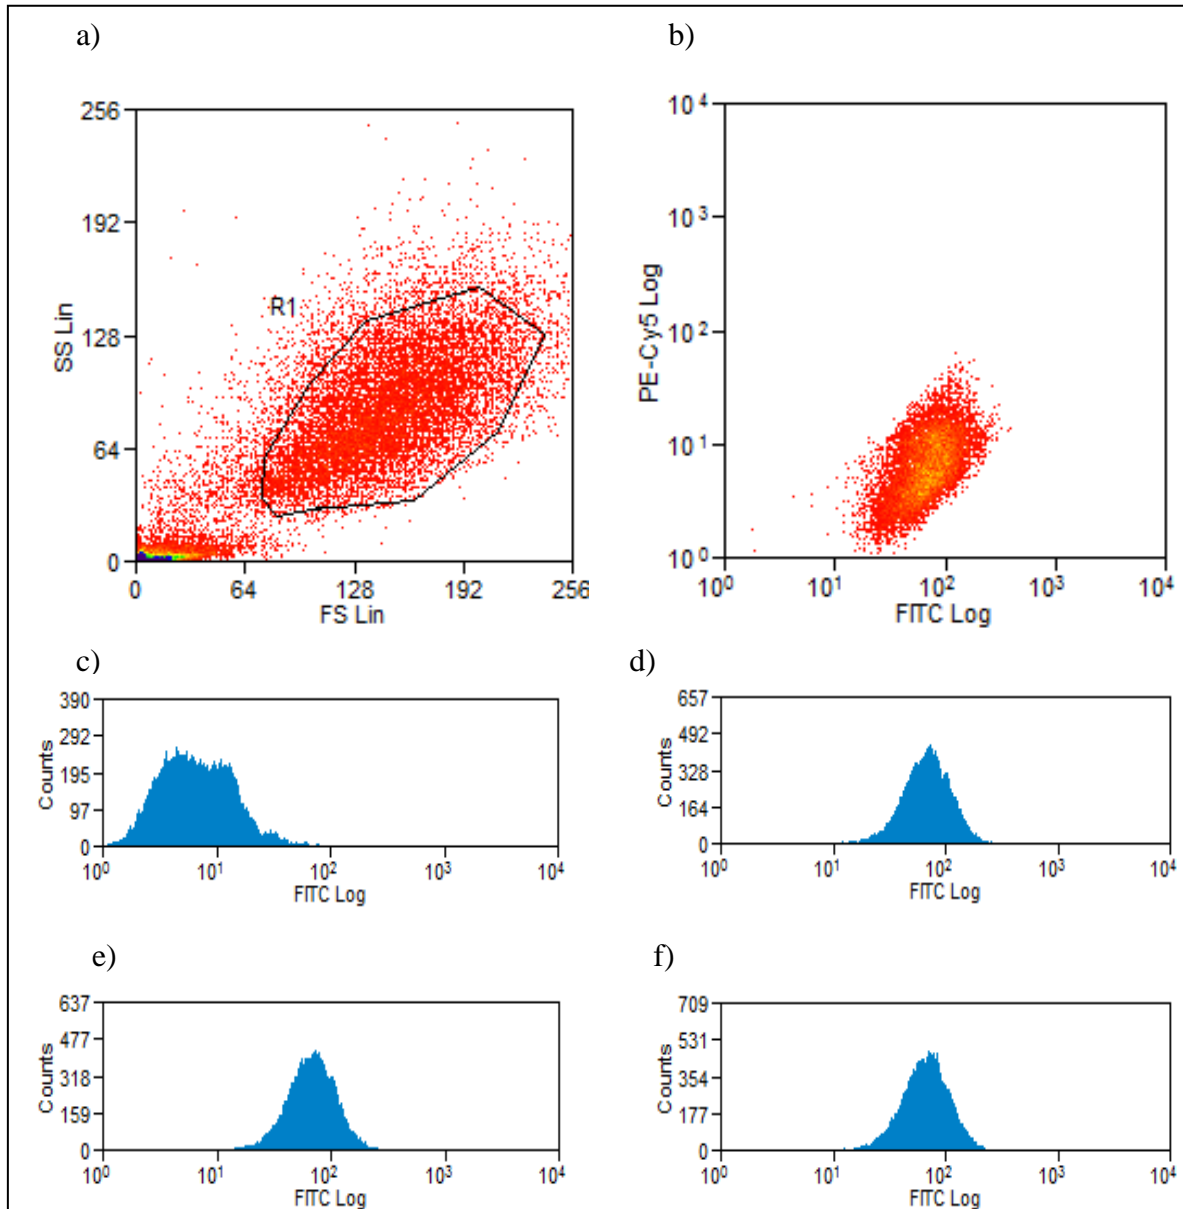 a)
256
192
128
64
0
SS Lin
R1
0 64 128 192 256
FS Lin
b)
10⁴
10³
10²
10¹
10⁰
PE-Cy5 Log
10⁰ 10¹ 10² 10³ 10⁴
FITC Log
c)
390
292
195
97
0
Counts
10⁰ 10¹ 10² 10³ 10⁴
FITC Log
d)
657
492
328
164
0
Counts
10⁰ 10¹ 10² 10³ 10⁴
FITC Log
e)
637
477
318
159
0
Counts
10⁰ 10¹ 10² 10³ 10⁴
FITC Log
f)
709
531
354
177
0
Counts
10⁰ 10¹ 10² 10³ 10⁴
FITC Log